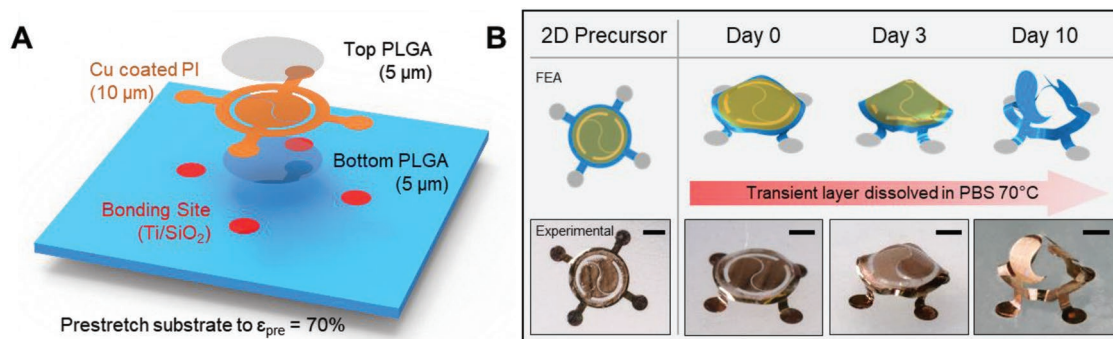 A
Top PLGA
(5 µm)
Cu coated PI
(10 µm)
Bottom PLGA
(5 µm)
Bonding Site
(Ti/SiO₂)
Prestretch substrate to εpre = 70%
B
2D Precursor
Day 0
Day 3
Day 10
FEA
Transient layer dissolved in PBS 70°C
Experimental